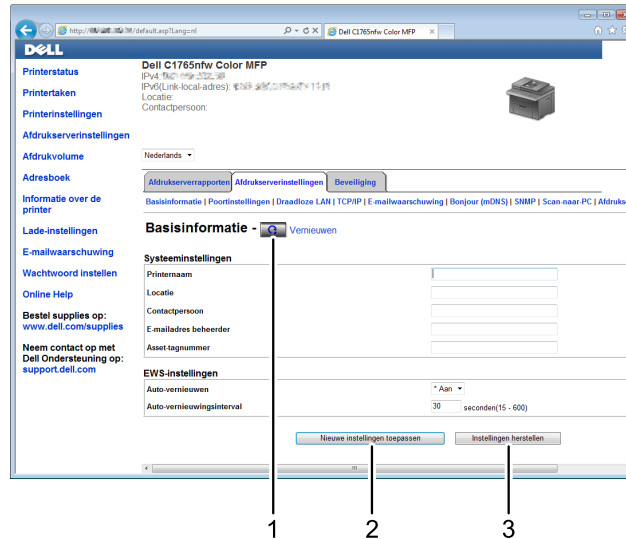 http:// /default.asp?Lang=nl
Dell C1765nfw Color MFP
DELL
Dell C1765nfw Color MFP
IPv4:
IPv6(Link-local-adres):
Locatie:
Contactpersoon:
Printerstatus
Printertaken
Printerinstellingen
Afdrukserverinstellingen
Afdrukvolume
Adresboek
Informatie over de
printer
Lade-instellingen
E-mailwaarschuwing
Wachtwoord instellen
Online Help
Bestel supplies op:
www.dell.com/supplies
Neem contact op met
Dell Ondersteuning op:
support.dell.com
Nederlands
Afdrukserverrapporten Afdrukserverinstellingen Beveiliging
Basisinformatie | Poortinstellingen | Draadloze LAN | TCP/IP | E-mailwaarschuwing | Bonjour (mDNS) | SNMP | Scan-naar-PC | Afdrukse
Basisinformatie - Vernieuwen
Systeeminstellingen
Printernaam
Locatie
Contactpersoon
E-mailadres beheerder
Asset-tagnummer
EWS-instellingen
Auto-vernieuwen * Aan
Auto-vernieuwingsinterval 30 seconden(15 - 600)
Nieuwe instellingen toepassen Instellingen herstellen
1 2 3